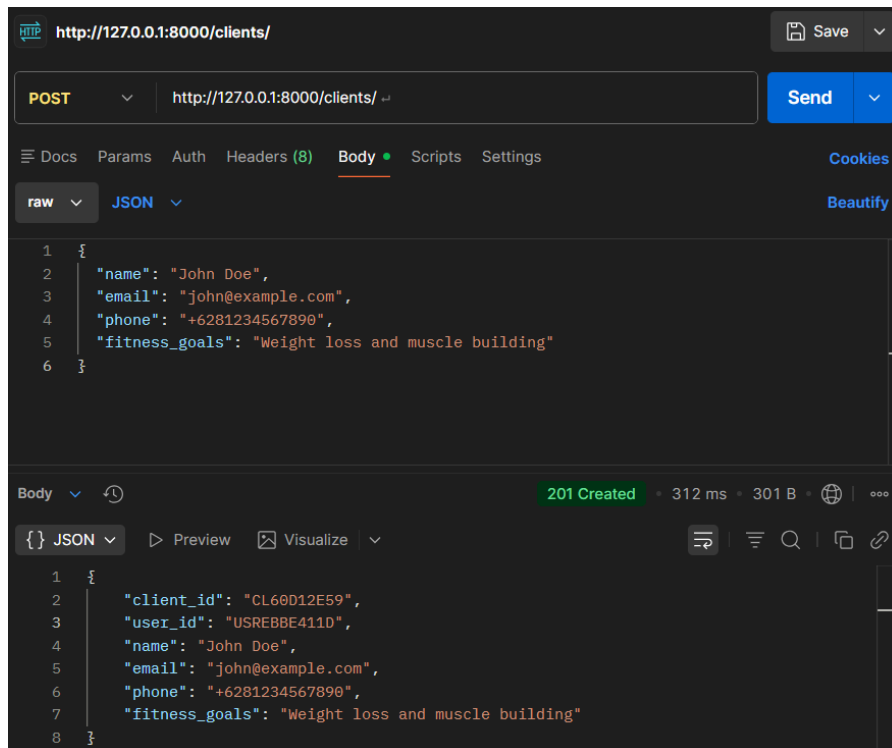 HTTP http://127.0.0.1:8000/clients/ Save
POST http://127.0.0.1:8000/clients/ Send
Docs Params Auth Headers (8) Body Scripts Settings Cookies
raw JSON Beautify
1 {
2 "name": "John Doe",
3 "email": "john@example.com",
4 "phone": "+6281234567890",
5 "fitness_goals": "Weight loss and muscle building"
6 }
Body 201 Created • 312 ms • 301 B •
{} JSON Preview Visualize
1 {
2 "client_id": "CL60D12E59",
3 "user_id": "USREBBE411D",
4 "name": "John Doe",
5 "email": "john@example.com",
6 "phone": "+6281234567890",
7 "fitness_goals": "Weight loss and muscle building"
8 }